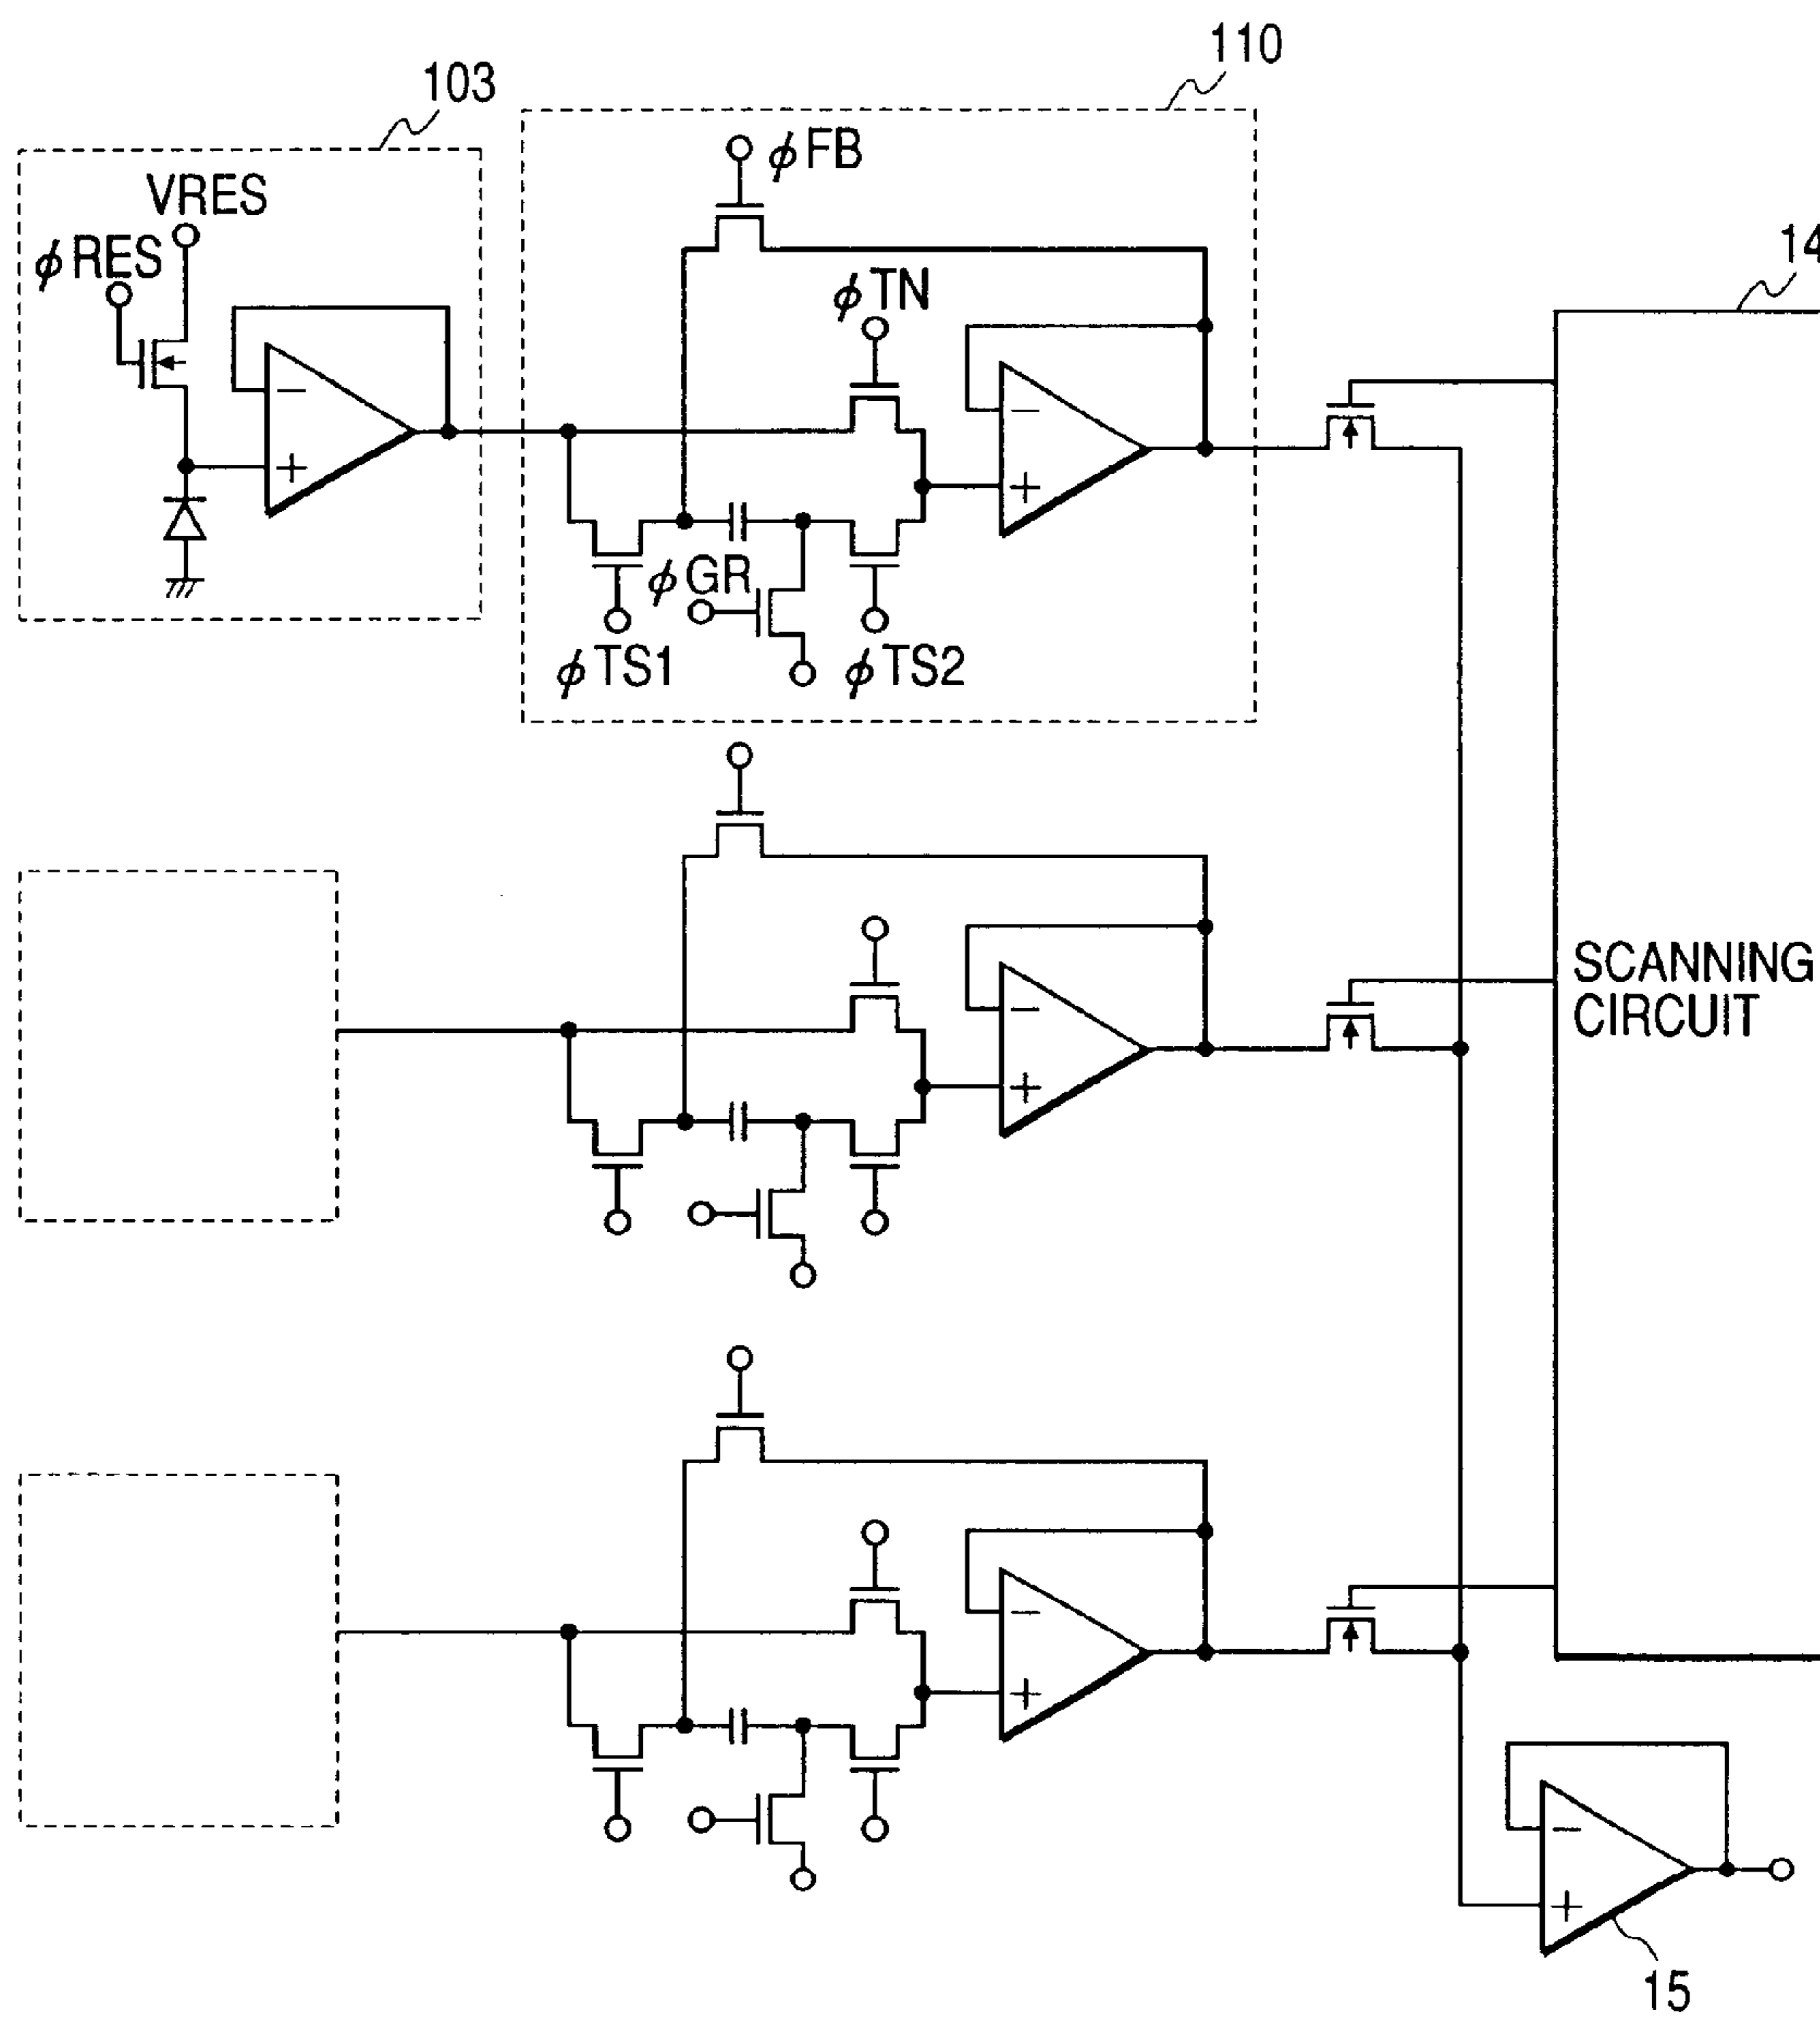 110
103
ϕFB
VRES
ϕRES
14
ϕTN
−
−
+
+
ϕGR
ϕTS1
ϕTS2
SCANNING
CIRCUIT
−
+
−
+
−
+
15